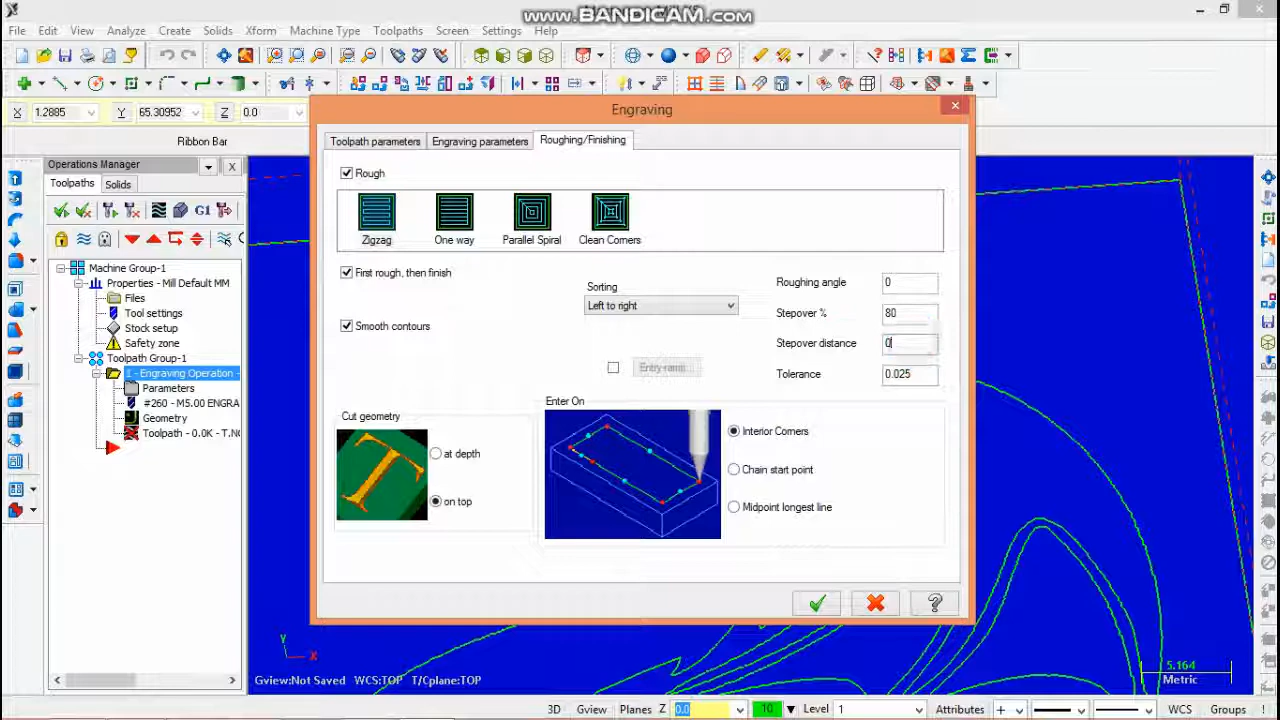 www.BANDICAM.com
File Edit View Analyze Create Solids Xform Machine Type Toolpaths Screen Settings Help
X 1.2885 Y 65.30952 Z 0.0
Ribbon Bar
Operations Manager
Toolpaths Solids
G1
Machine Group-1
Properties - Mill Default MM
Files
Tool settings
Stock setup
Safety zone
Toolpath Group-1
1 - Engraving Operation -
Parameters
#260 - M5.00 ENGRA
Geometry
Toolpath - 0.0K - T.NC
Engraving
Toolpath parameters Engraving parameters Roughing/Finishing
Rough
Zigzag One way Parallel Spiral Clean Corners
First rough, then finish
Smooth contours
Sorting
Left to right
Entry-ramp...
Roughing angle 0
Stepover % 80
Stepover distance 0
Tolerance 0.025
Cut geometry
at depth
on top
Enter On
Interior Corners
Chain start point
Midpoint longest line
Y
X
Gview:Not Saved WCS:TOP T/Cplane:TOP
5.164
Metric
3D Gview Planes Z 0.0 10 Level 1 Attributes WCS Groups